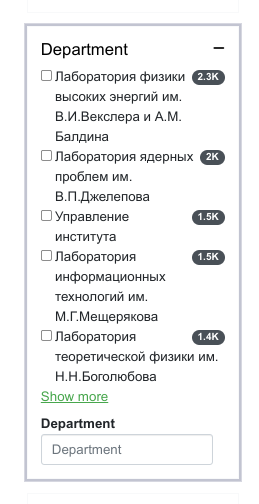 Department −
Лаборатория физики 2.3K
высоких энергий им.
В.И.Векслера и А.М.
Балдина
Лаборатория ядерных 2K
проблем им.
В.П.Джелепова
Управление 1.5K
института
Лаборатория 1.5K
информационных
технологий им.
М.Г.Мещерякова
Лаборатория 1.4K
теоретической физики им.
Н.Н.Боголюбова
Show more
Department
Department